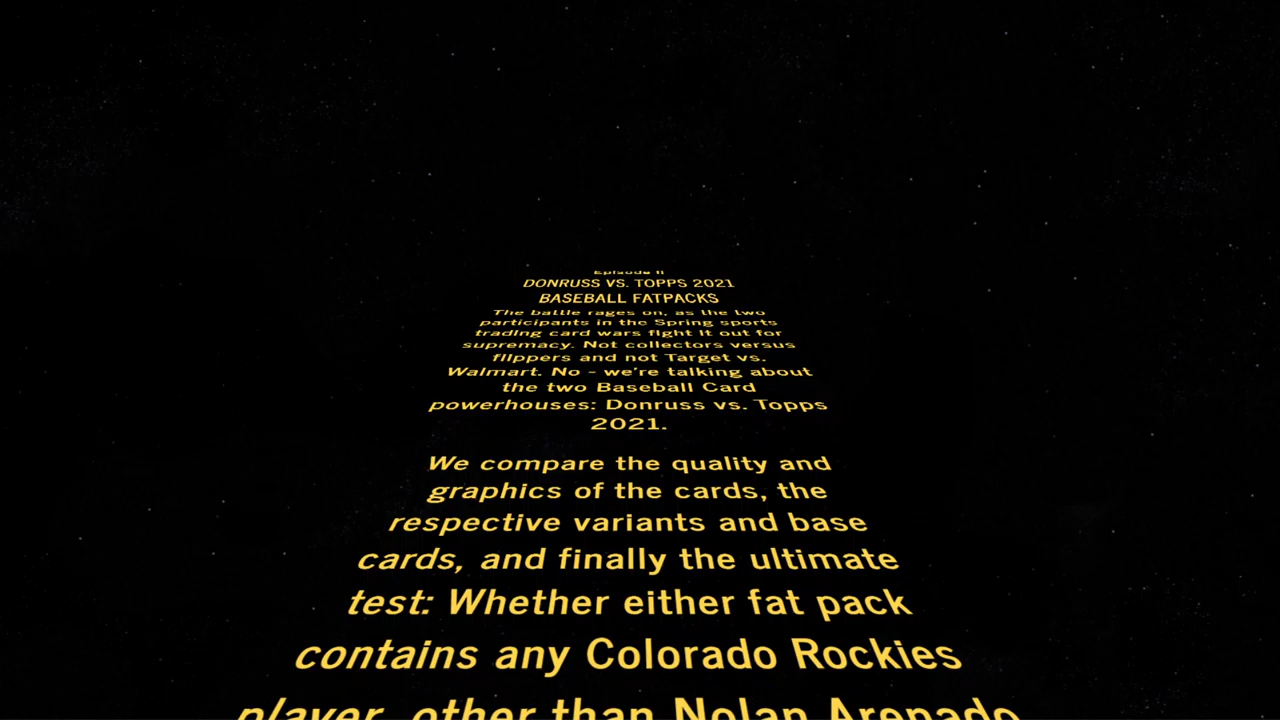 Episode II
DONRUSS VS. TOPPS 2021
BASEBALL FATPACKS
The battle rages on, as the two
participants in the Spring sports
trading card wars fight it out for
supremacy. Not collectors versus
flippers and not Target vs.
Walmart. No - we're talking about
the two Baseball Card
powerhouses: Donruss vs. Topps
2021.
We compare the quality and
graphics of the cards, the
respective variants and base
cards, and finally the ultimate
test: Whether either fat pack
contains any Colorado Rockies
player, other than Nolan Arenado